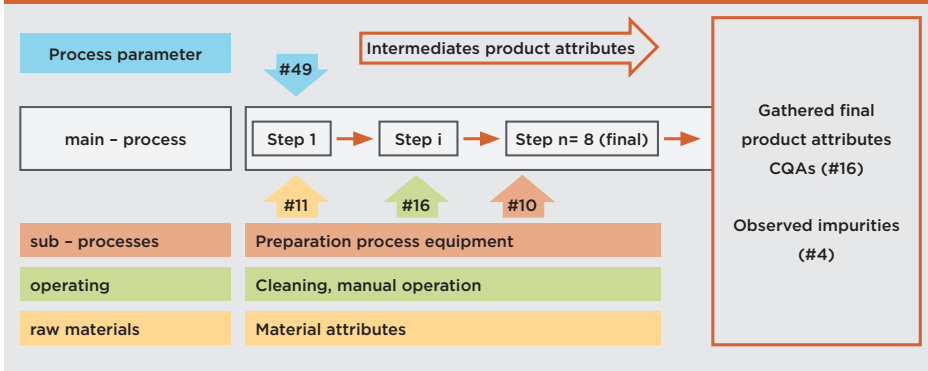 Process parameter
#49
Intermediates product attributes
main – process
Step 1
Step i
Step n= 8 (final)
Gathered final
product attributes
CQAs (#16)
Observed impurities
(#4)
#11
#16
#10
sub – processes
Preparation process equipment
operating
Cleaning, manual operation
raw materials
Material attributes